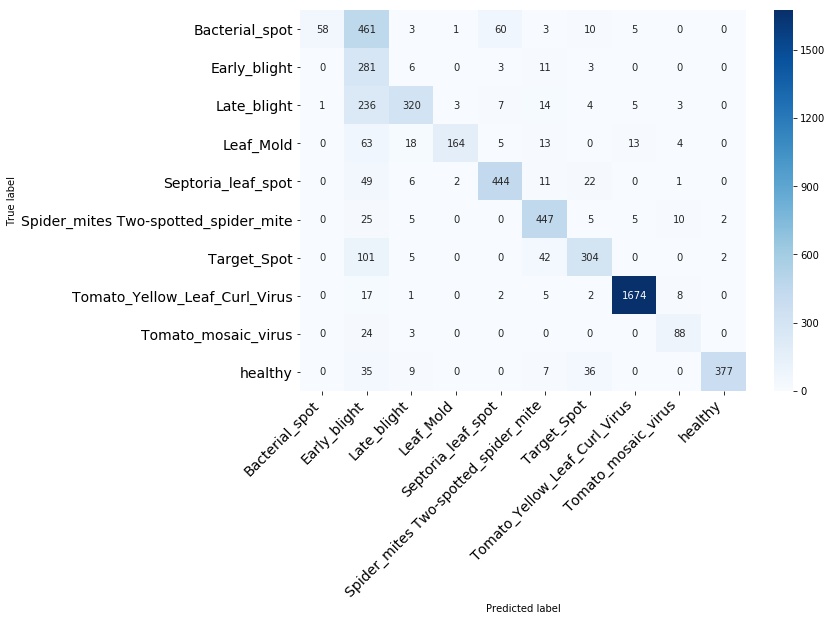 Bacterial_spot 58 461 3 1 60 3 10 5 0 0
Early_blight 0 281 6 0 3 11 3 0 0 0
Late_blight 1 236 320 3 7 14 4 5 3 0
Leaf_Mold 0 63 18 164 5 13 0 13 4 0
Septoria_leaf_spot 0 49 6 2 444 11 22 0 1 0
Spider_mites Two-spotted_spider_mite 0 25 5 0 0 447 5 5 10 2
Target_Spot 0 101 5 0 0 42 304 0 0 2
Tomato_Yellow_Leaf_Curl_Virus 0 17 1 0 2 5 2 1674 8 0
Tomato_mosaic_virus 0 24 3 0 0 0 0 0 88 0
healthy 0 35 9 0 0 7 36 0 0 377
True label
Bacterial_spot
Early_blight
Late_blight
Leaf_Mold
Septoria_leaf_spot
Spider_mites Two-spotted_spider_mite
Target_Spot
Tomato_Yellow_Leaf_Curl_Virus
Tomato_mosaic_virus
healthy
Predicted label
1500
1200
900
600
300
0